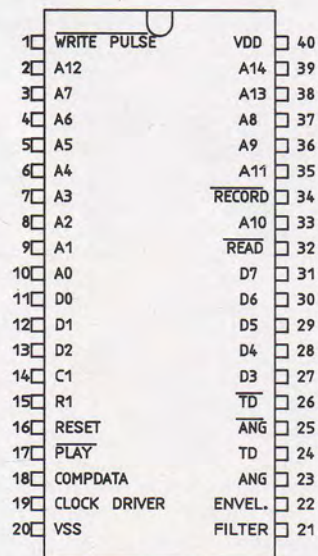 1 WRITE PULSE VDD 40
2 A12 A14 39
3 A7 A13 38
4 A6 A8 37
5 A5 A9 36
6 A4 A11 35
7 A3 RECORD 34
8 A2 A10 33
9 A1 READ 32
10 A0 D7 31
11 D0 D6 30
12 D1 D5 29
13 D2 D4 28
14 C1 D3 27
15 R1 TD 26
16 RESET ANG 25
17 PLAY TD 24
18 COMPDATA ANG 23
19 CLOCK DRIVER ENVEL. 22
20 VSS FILTER 21